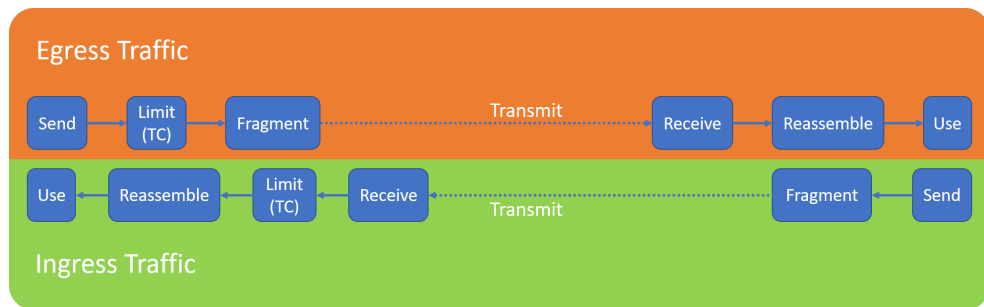 Egress Traffic
Send
Limit
(TC)
Fragment
Transmit
Receive
Reassemble
Use
Use
Reassemble
Limit
(TC)
Receive
Transmit
Fragment
Send
Ingress Traffic